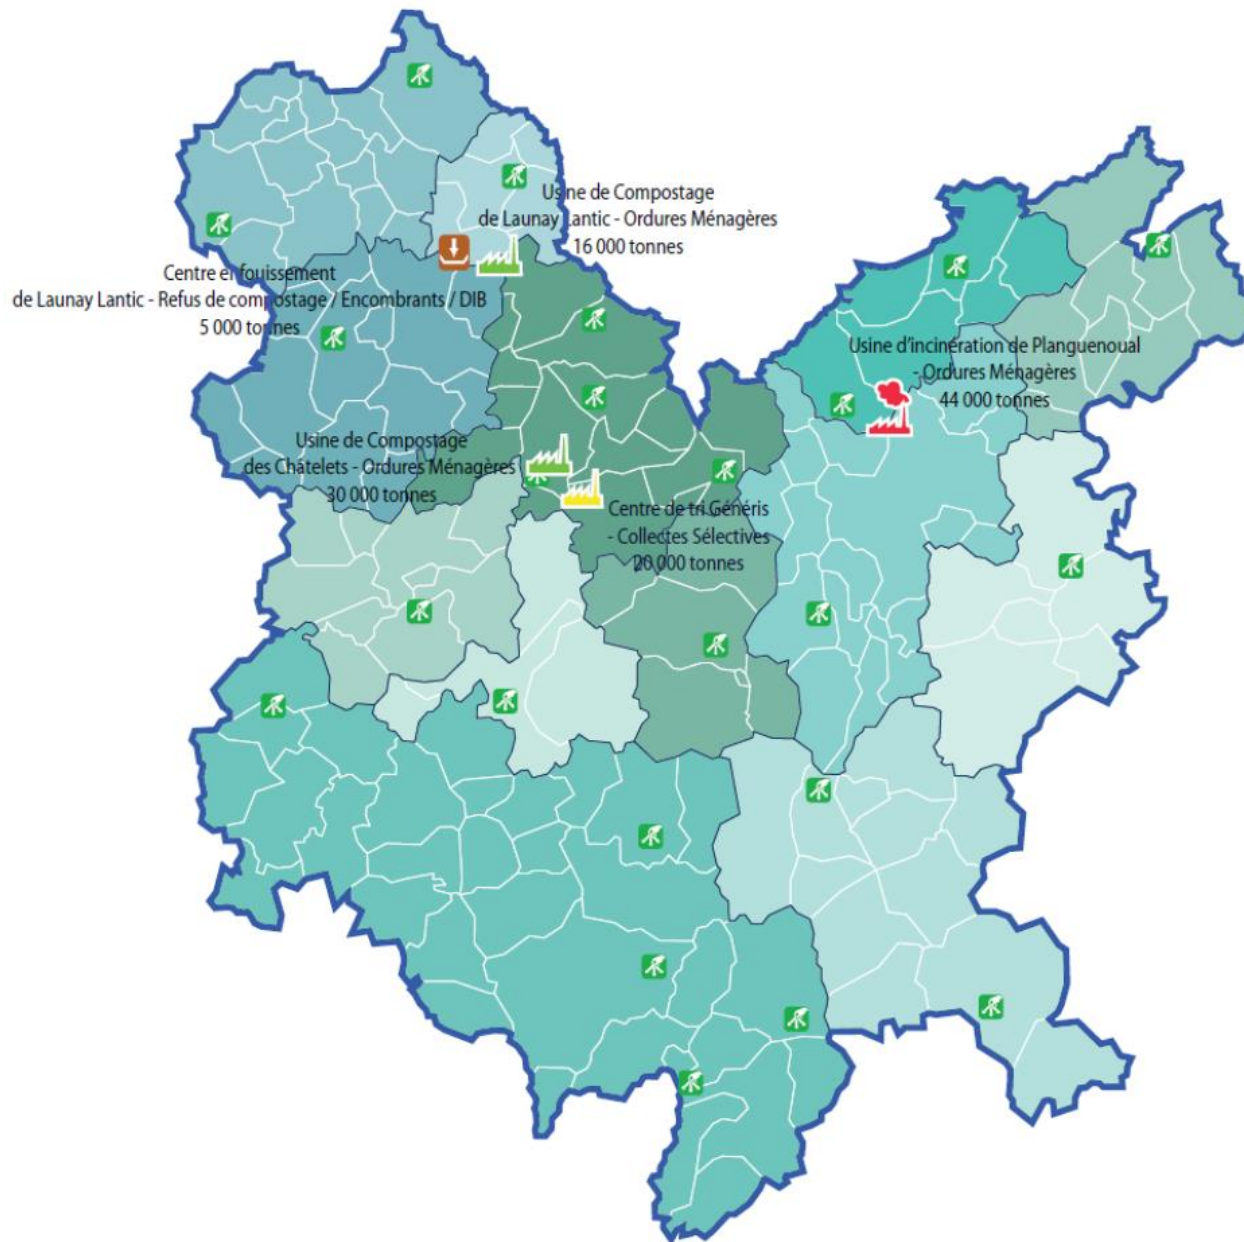 Usine de Compostage
de Launay Lantic - Ordures Ménagères
16 000 tonnes
Centre enfouissement
de Launay Lantic - Refus de compostage / Encombrants / DIB
5 000 tonnes
Usine d'incinération de Planguenoual
- Ordures Ménagères
44 000 tonnes
Usine de Compostage
des Châtelets - Ordures Ménagères
30 000 tonnes
Centre de tri Généris
- Collectes Sélectives
20 000 tonnes